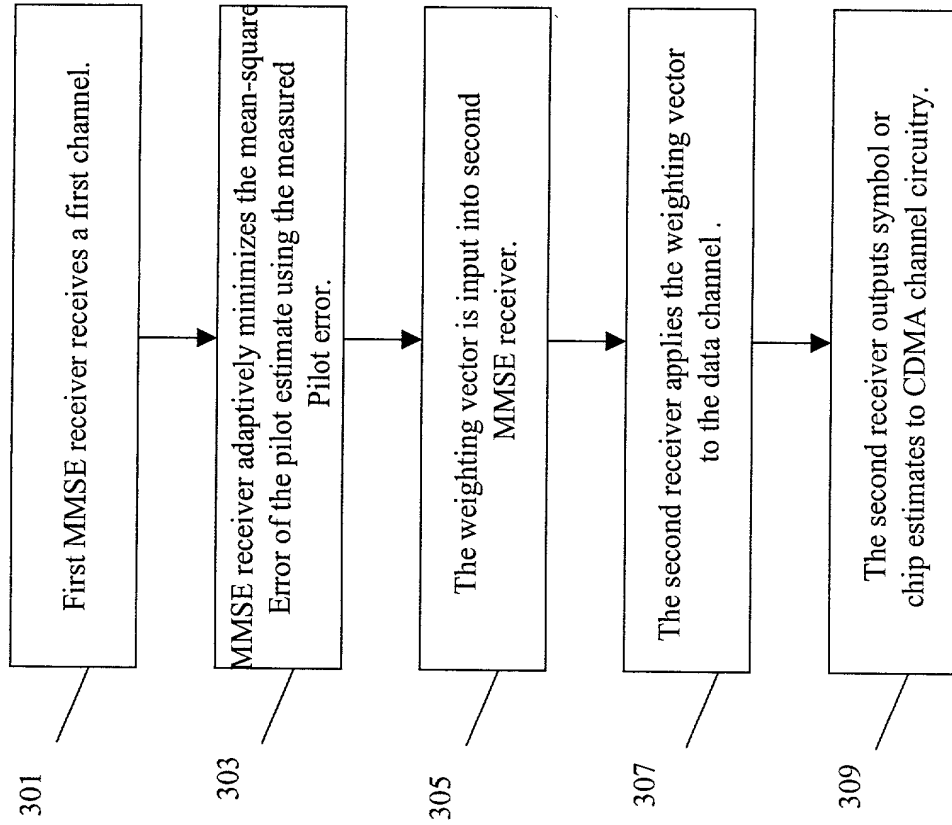 301
First MMSE receiver receives a first channel.
303
MMSE receiver adaptively minimizes the mean-square
Error of the pilot estimate using the measured
Pilot error.
305
The weighting vector is input into second
MMSE receiver.
307
The second receiver applies the weighting vector
to the data channel .
309
The second receiver outputs symbol or
chip estimates to CDMA channel circuitry.